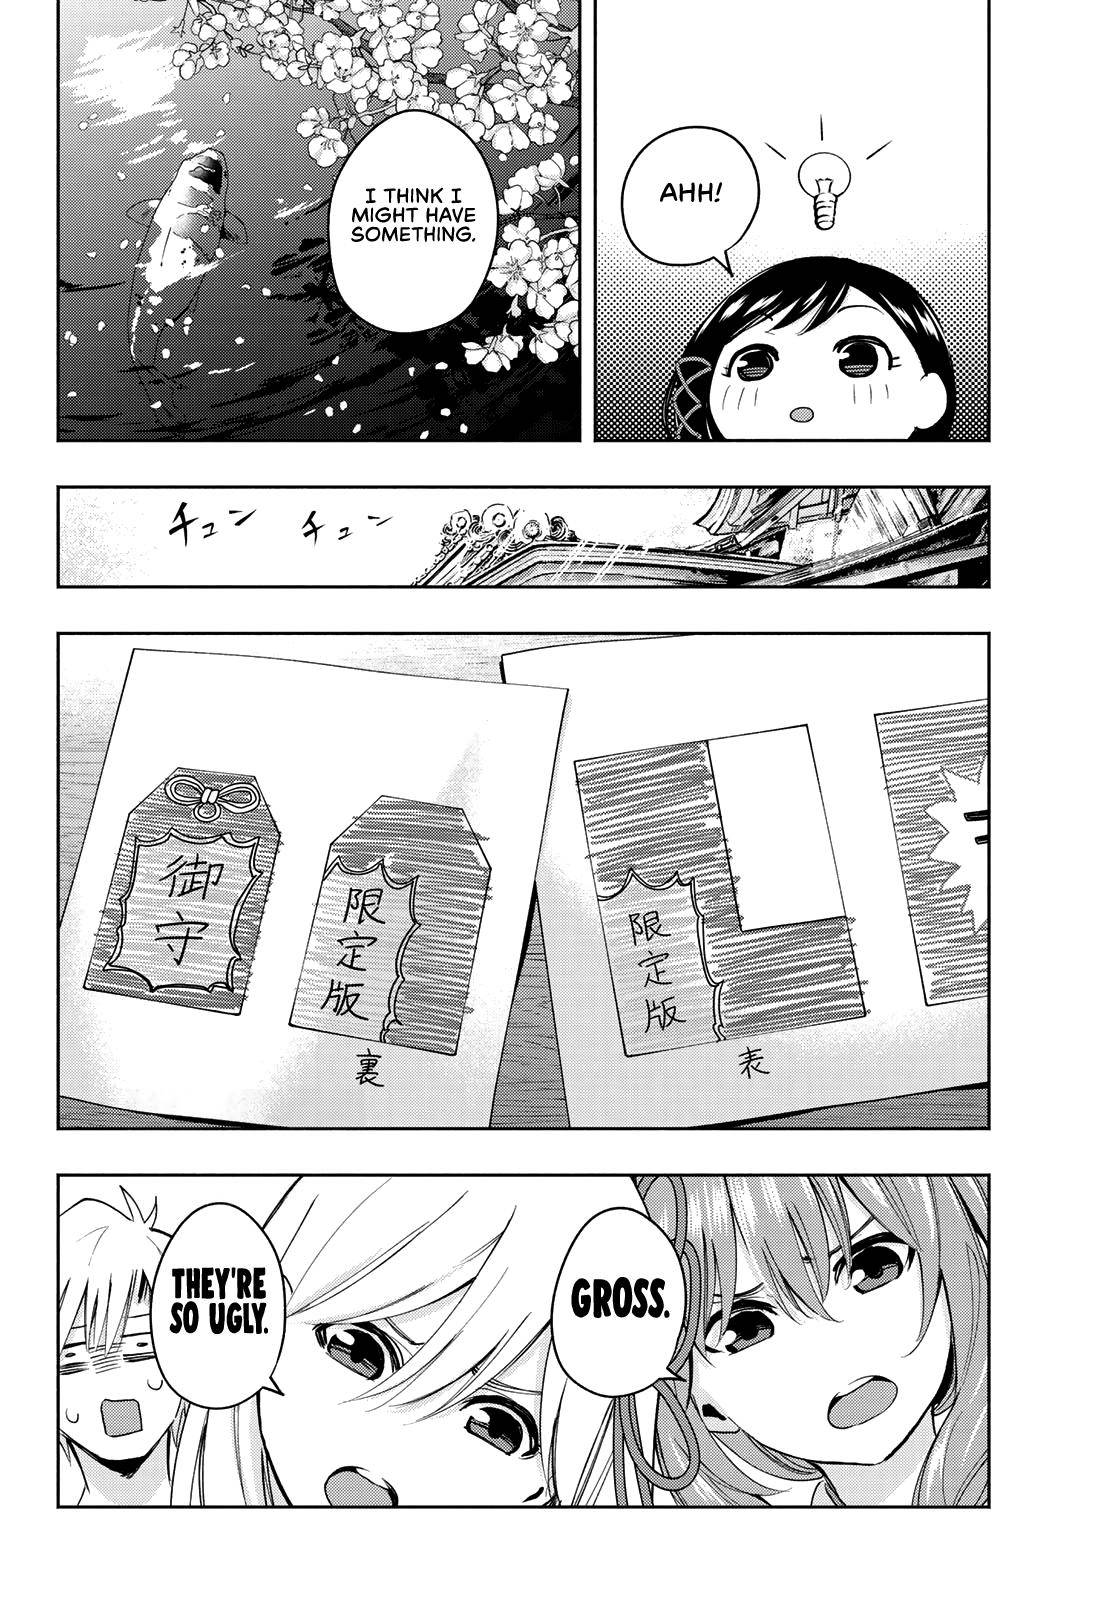 AHH!
I THINK I
MIGHT HAVE
SOMETHING.
チュン
チュン
限定版
表
御守
限定版
裏
GROSS.
THEY'RE
SO UGLY.